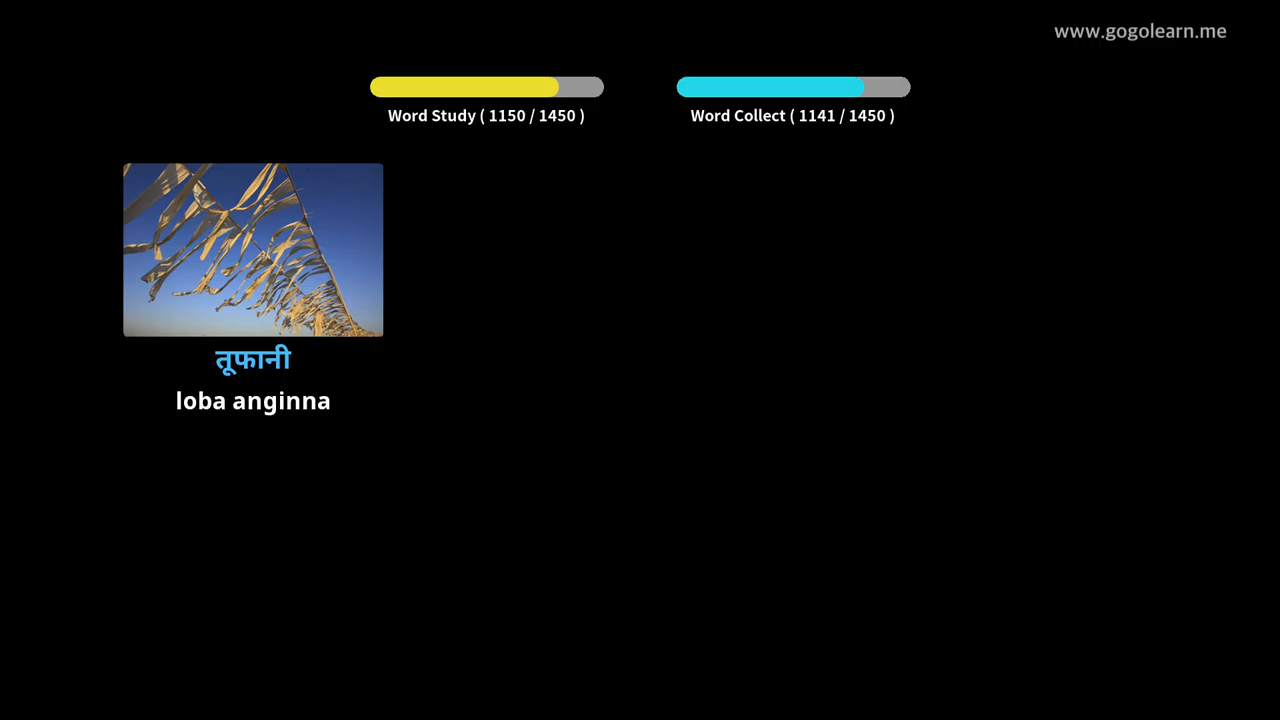 www.gogolearn.me
Word Study ( 1150 / 1450 )
Word Collect ( 1141 / 1450 )
तूफानी
loba anginna